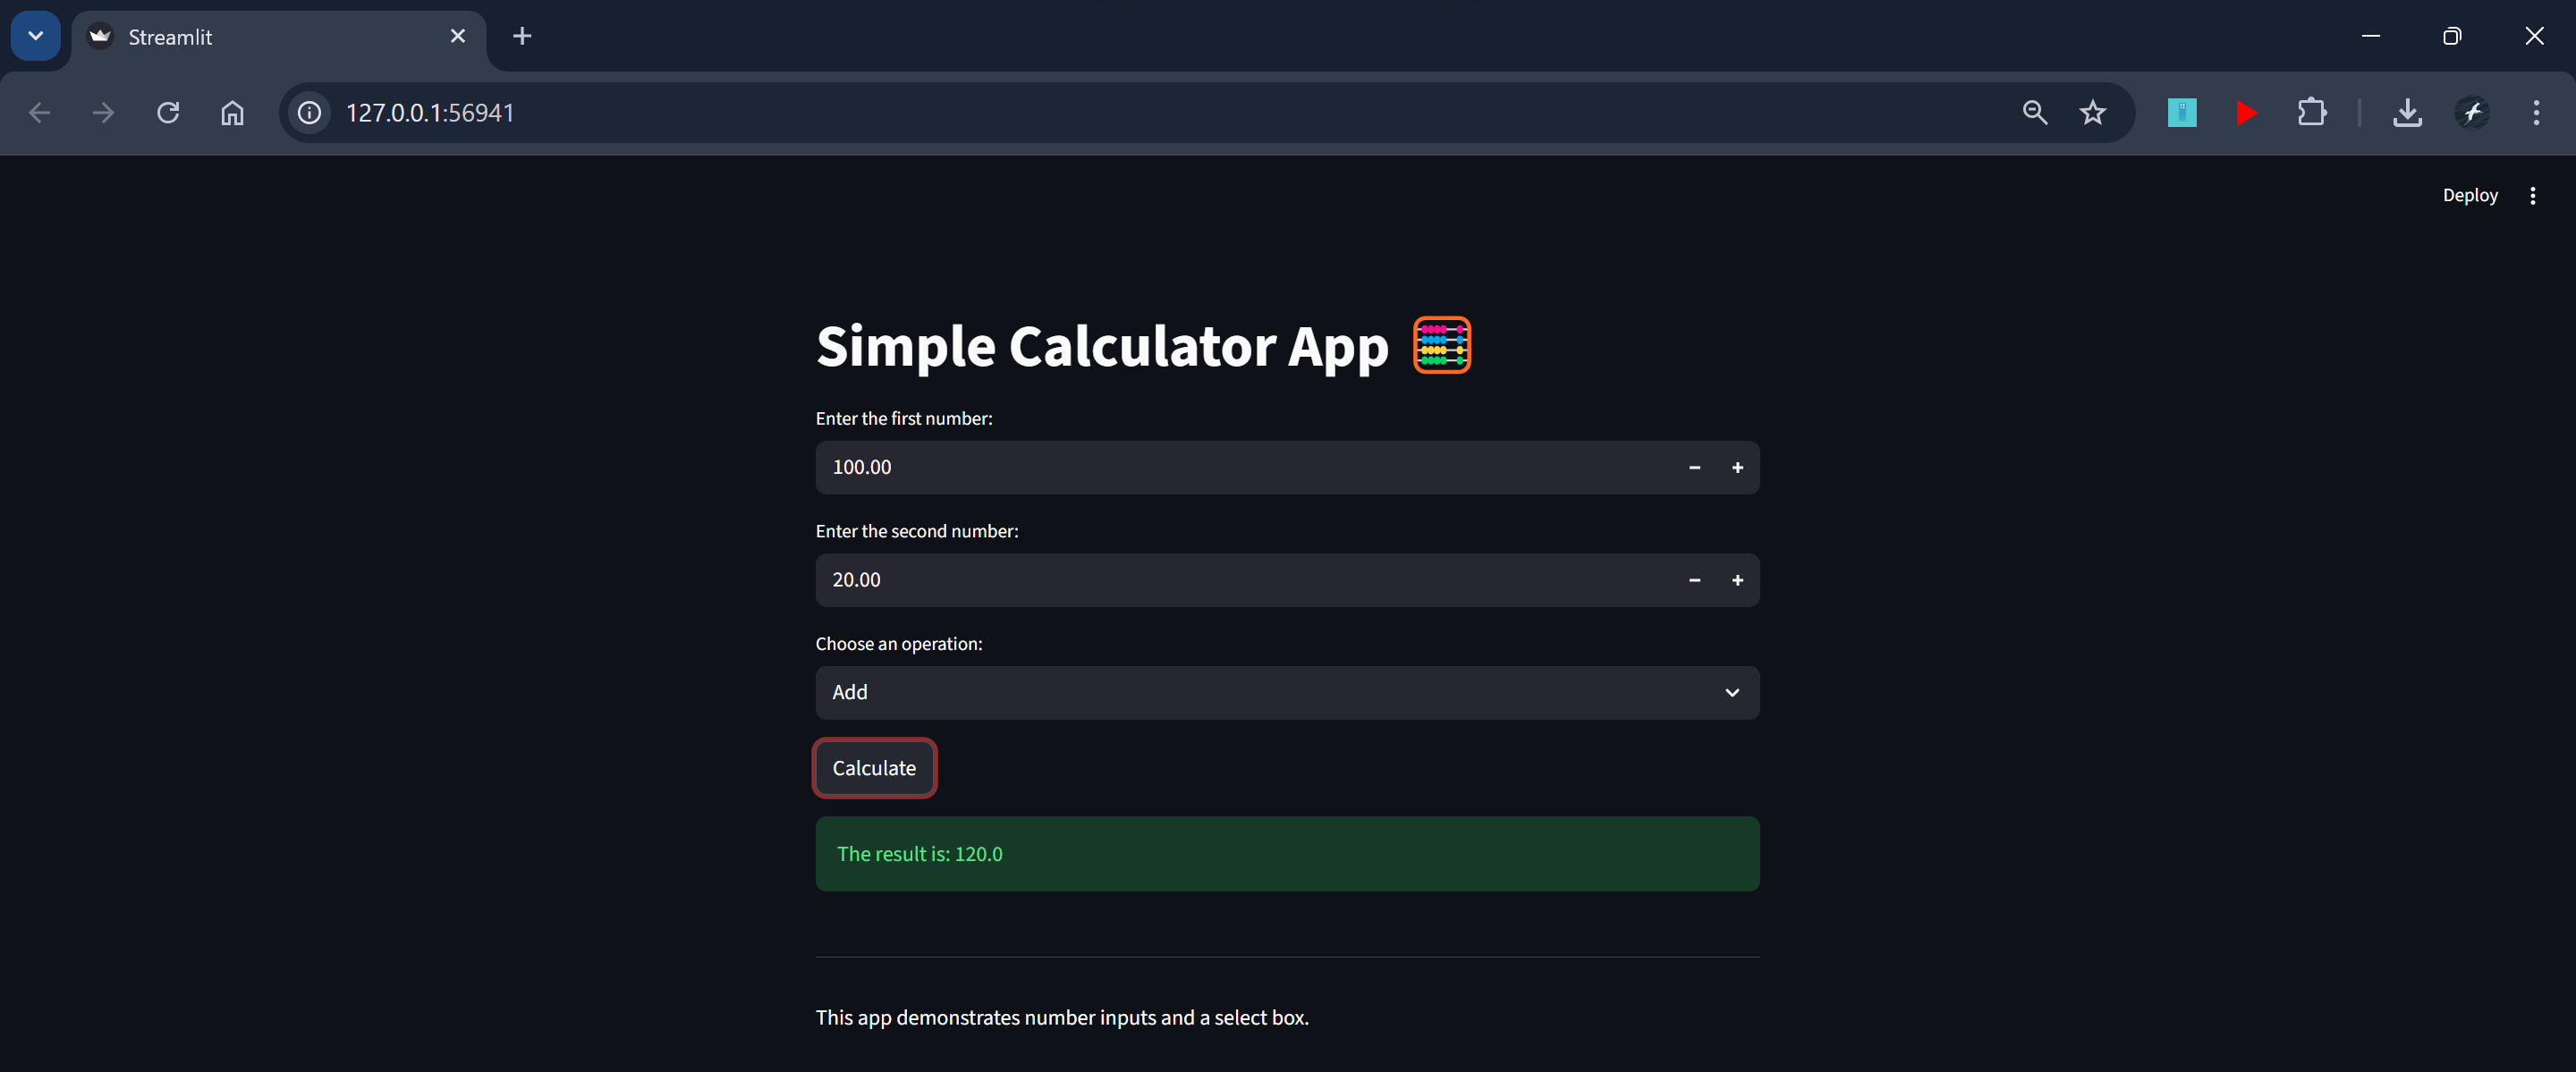 Streamlit
127.0.0.1:56941
Deploy
Simple Calculator App 🧮
Enter the first number:
100.00
Enter the second number:
20.00
Choose an operation:
Add
Calculate
The result is: 120.0
This app demonstrates number inputs and a select box.